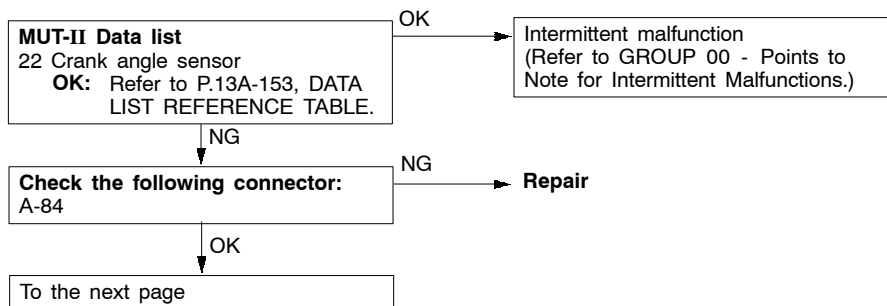 MUT-II Data list
22 Crank angle sensor
OK: Refer to P.13A-153, DATA
LIST REFERENCE TABLE.
OK
Intermittent malfunction
(Refer to GROUP 00 - Points to
Note for Intermittent Malfunctions.)
NG
Check the following connector:
A-84
NG
Repair
OK
To the next page